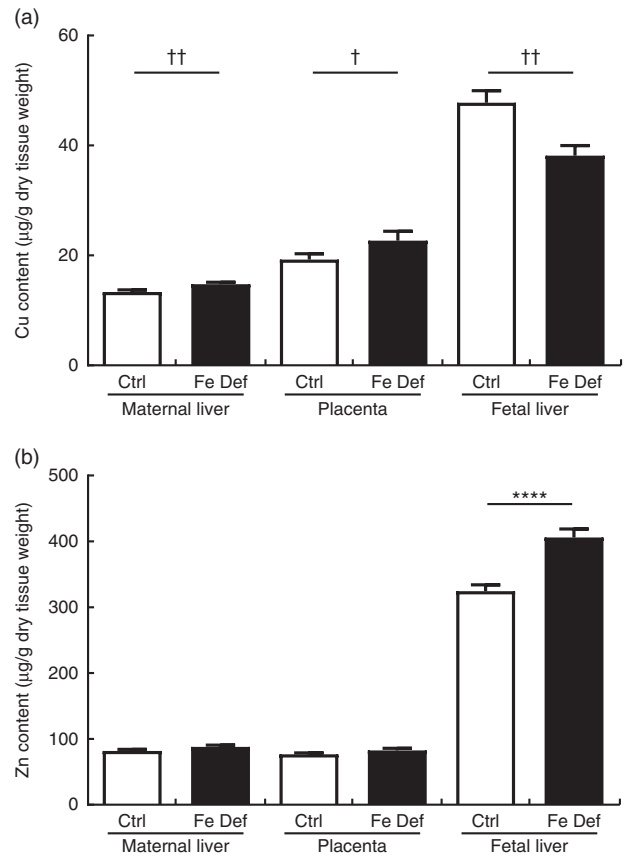 (a)
60
40
20
0
Cu content (µg/g dry tissue weight)
††
†
††
Ctrl Fe Def Ctrl Fe Def Ctrl Fe Def
Maternal liver Placenta Fetal liver
(b)
500
400
300
200
100
0
Zn content (µg/g dry tissue weight)
****
Ctrl Fe Def Ctrl Fe Def Ctrl Fe Def
Maternal liver Placenta Fetal liver